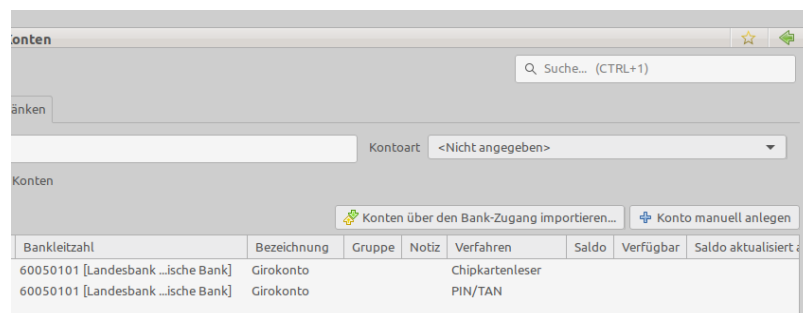 Konten
Suche... (CTRL+1)
änken
Kontoart <Nicht angegeben>
Konten
Konten über den Bank-Zugang importieren... Konto manuell anlegen
Bankleitzahl Bezeichnung Gruppe Notiz Verfahren Saldo Verfügbar Saldo aktualisiert a
60050101 [Landesbank ...ische Bank] Girokonto Chipkartenleser
60050101 [Landesbank ...ische Bank] Girokonto PIN/TAN